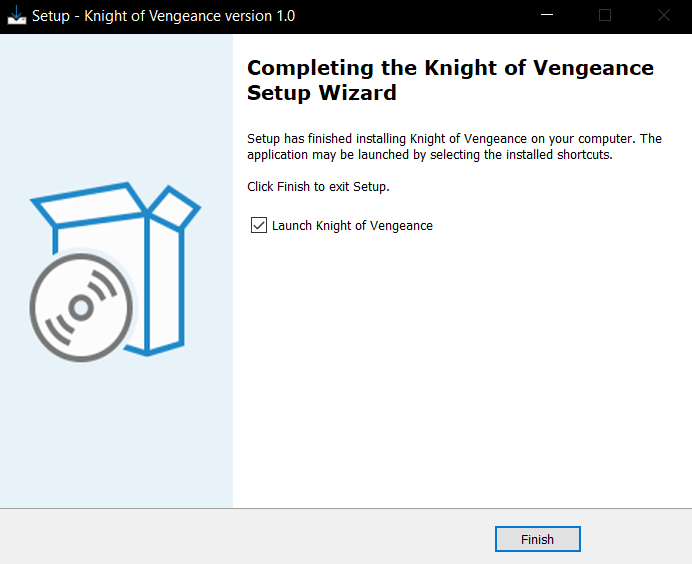 Setup - Knight of Vengeance version 1.0
Completing the Knight of Vengeance
Setup Wizard
Setup has finished installing Knight of Vengeance on your computer. The
application may be launched by selecting the installed shortcuts.
Click Finish to exit Setup.
Launch Knight of Vengeance
Finish